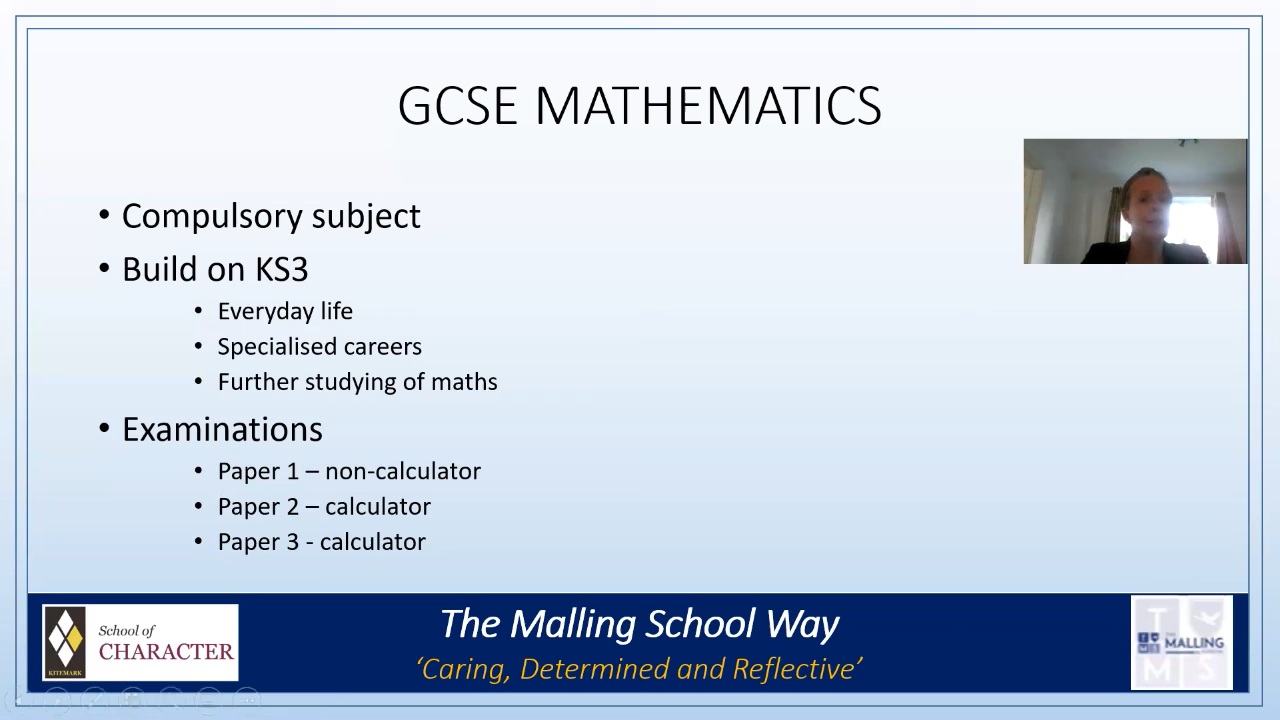 GCSE MATHEMATICS
• Compulsory subject
• Build on KS3
• Everyday life
• Specialised careers
• Further studying of maths
• Examinations
• Paper 1 – non-calculator
• Paper 2 – calculator
• Paper 3 - calculator
The Malling School Way
‘Caring, Determined and Reflective’
School of
CHARACTER
KITEMARK
T
MALLING
M S